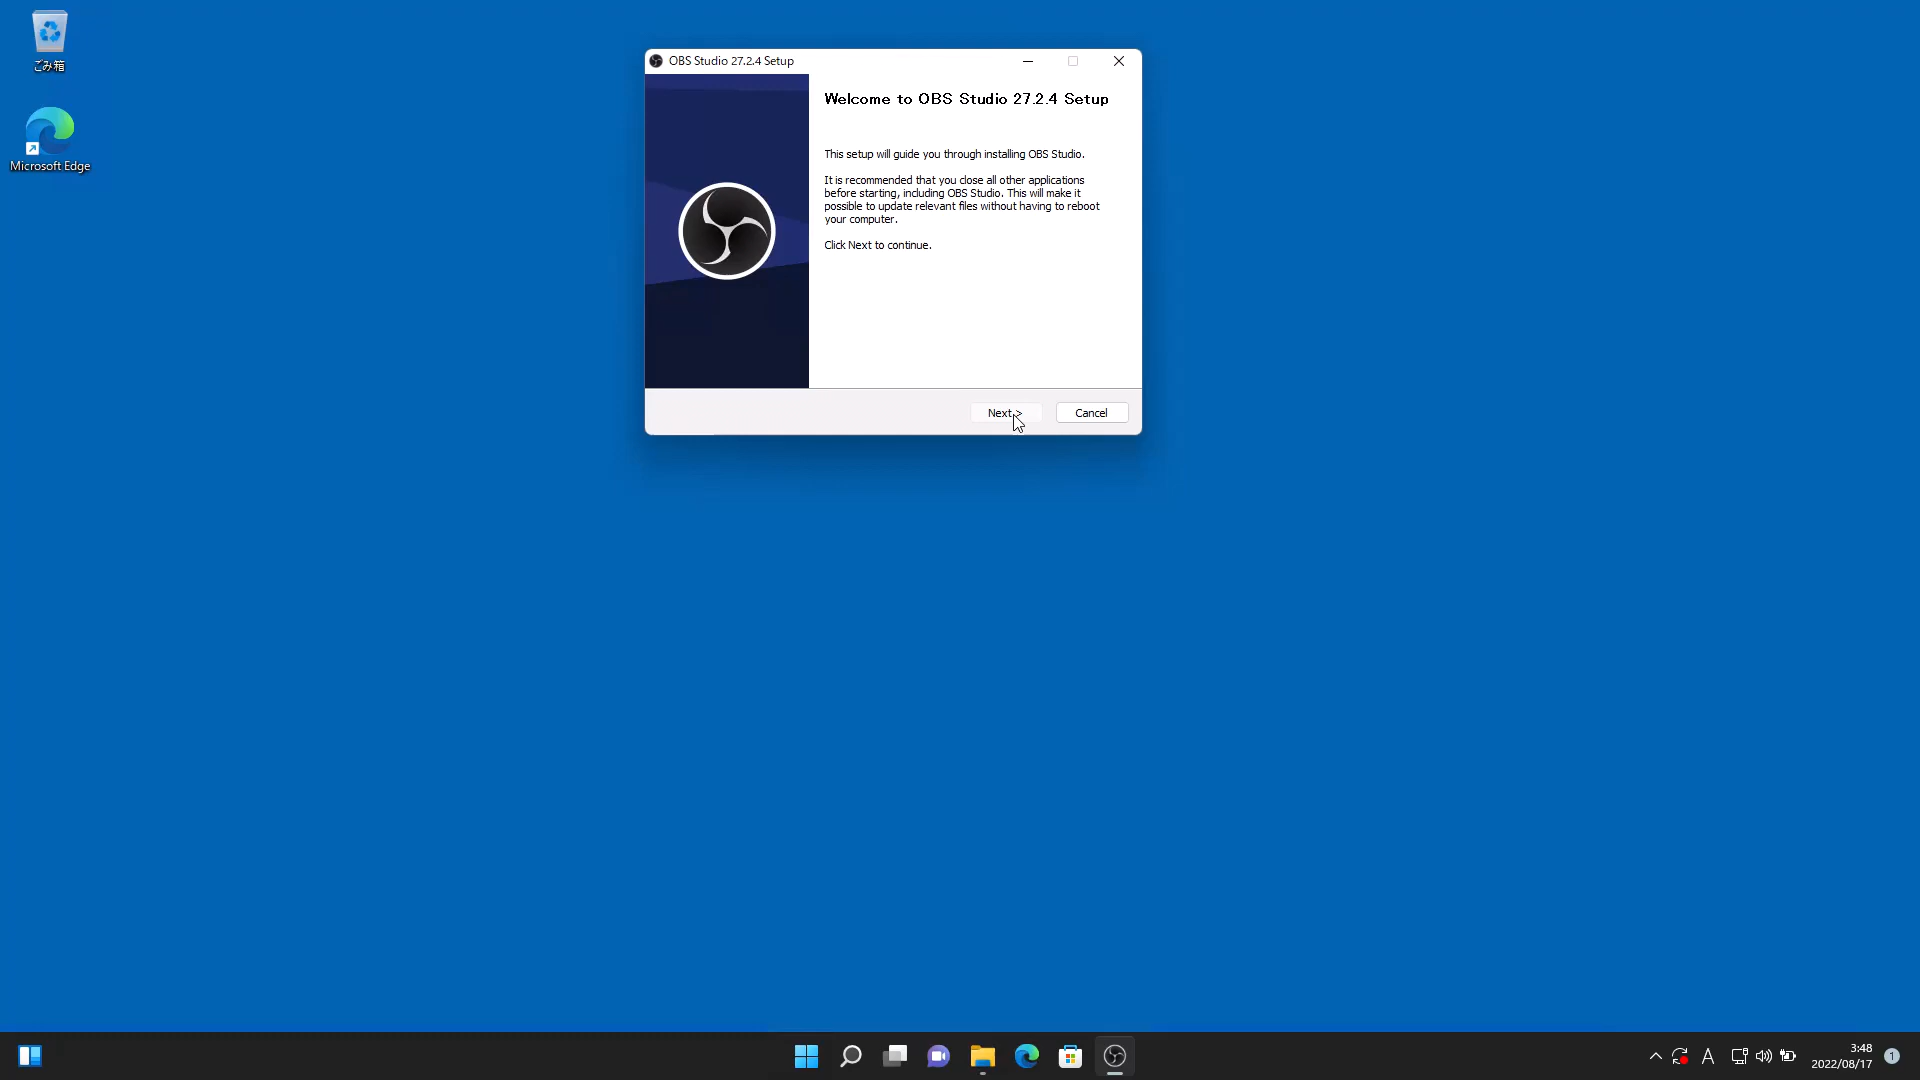 ごみ箱
Microsoft Edge
OBS Studio 27.2.4 Setup
Welcome to OBS Studio 27.2.4 Setup
This setup will guide you through installing OBS Studio.
It is recommended that you close all other applications
before starting, including OBS Studio. This will make it
possible to update relevant files without having to reboot
your computer.
Click Next to continue.
Next >
Cancel
A
3:48
2022/08/17
1